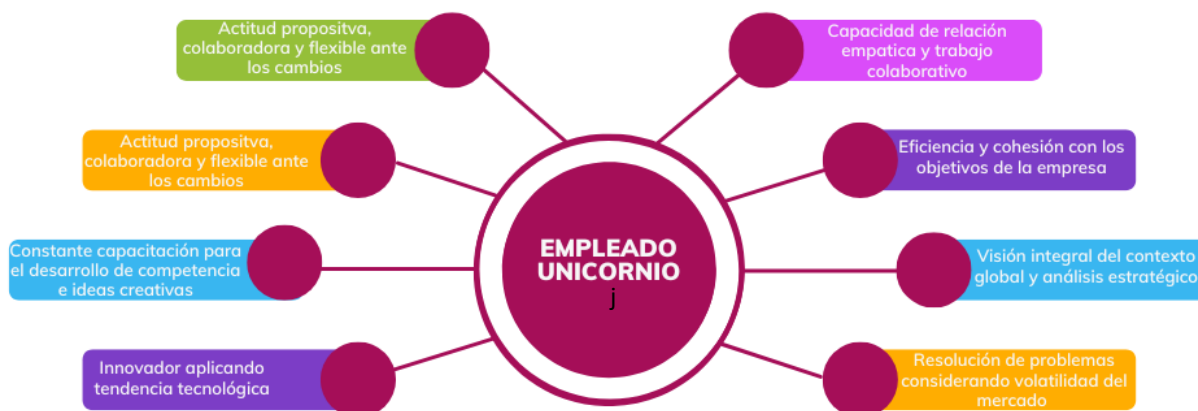 Actitud propositva,
colaboradora y flexible ante
los cambios
Capacidad de relación
empatica y trabajo
colaborativo
Actitud propositva,
colaboradora y flexible ante
los cambios
Eficiencia y cohesión con los
objetivos de la empresa
EMPLEADO
UNICORNIO
j
Constante capacitación para
el desarrollo de competencia
e ideas creativas
Visión integral del contexto
global y análisis estratégico
Innovador aplicando
tendencia tecnológica
Resolución de problemas
considerando volatilidad del
mercado